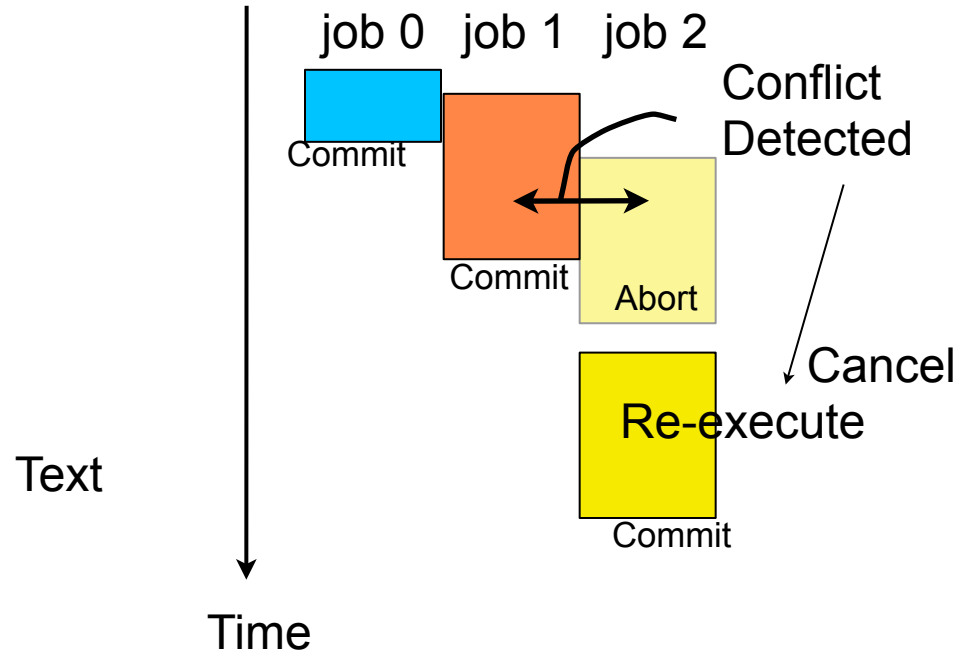 job 0 job 1 job 2
Conflict
Detected
Commit
Commit
Abort
Cancel
Re-execute
Text
Commit
Time